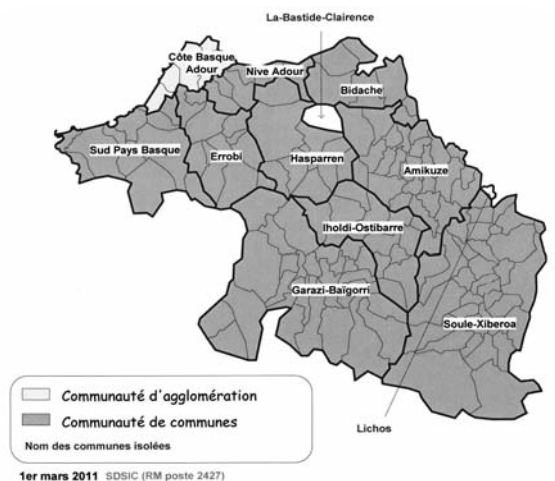 La-Bastide-Clairence
Côte Basque
Adour
Nive Adour
Bidache
Sud Pays Basque
Errobi
Hasparren
Amikuze
Iholdi-Ostibarre
Garazi-Baïgorri
Soule-Xiberoa
Lichos
Communauté d'agglomération
Communauté de communes
Nom des communes isolées
1er mars 2011 SDSIC (RM poste 2427)